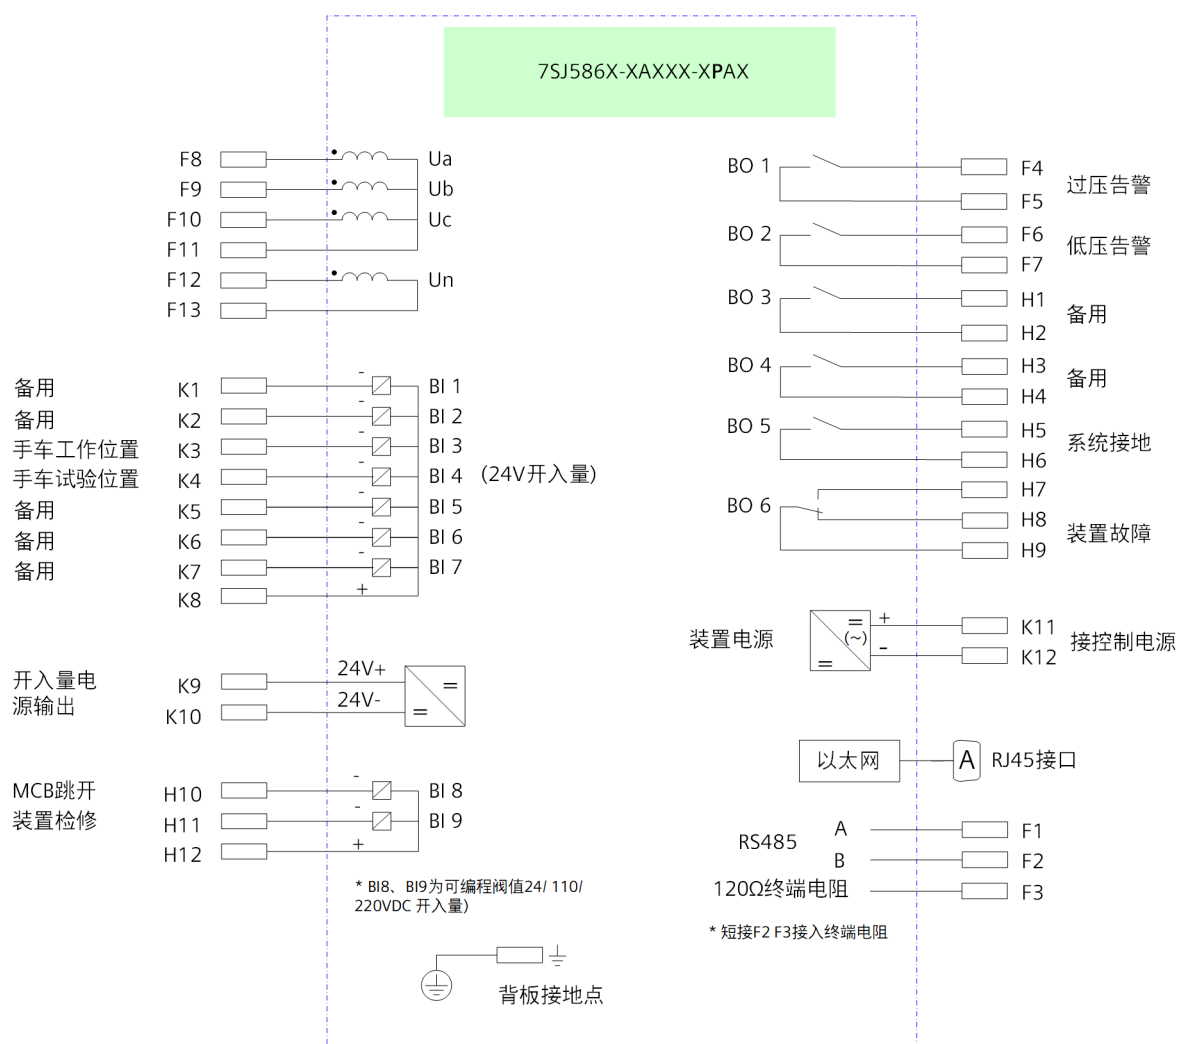 7SJ586X-XAXXX-XPAX
F8
Ua
F9
Ub
F10
Uc
F11
F12
Un
F13
备用
K1
-
BI 1
备用
K2
-
BI 2
手车工作位置
K3
-
BI 3
手车试验位置
K4
-
BI 4
(24V开入量)
备用
K5
-
BI 5
备用
K6
-
BI 6
备用
K7
-
BI 7
K8
+
开入量电
源输出
K9
24V+
K10
24V-
=
=
MCB跳开
H10
-
BI 8
装置检修
H11
-
BI 9
H12
+
* BI8、BI9为可编程阀值24/ 110/
220VDC 开入量)
背板接地点
BO 1
F4
F5
过压告警
BO 2
F6
F7
低压告警
BO 3
H1
H2
备用
BO 4
H3
H4
备用
BO 5
H5
H6
系统接地
BO 6
H7
H8
H9
装置故障
装置电源
=
(~)
=
+
-
K11
K12
接控制电源
以太网
A
RJ45接口
RS485
A
F1
B
F2
120Ω终端电阻
F3
* 短接F2 F3接入终端电阻